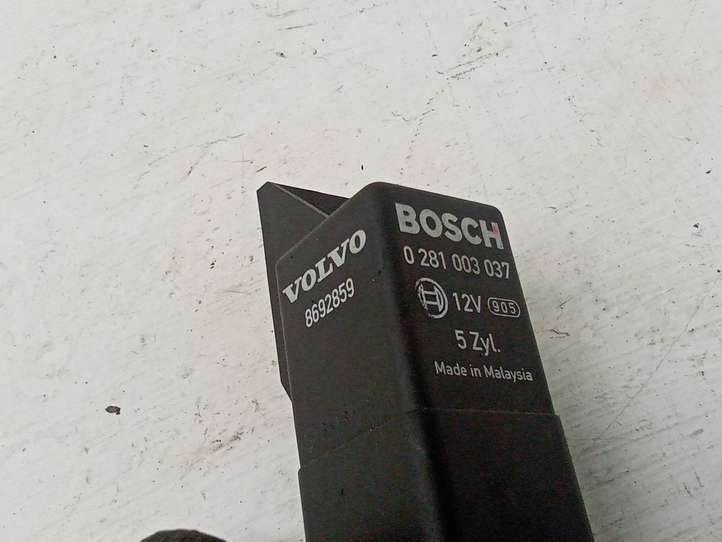 VOLVO
8692859
BOSCH
0 281 003 037
12V 905
5 Zyl.
Made in Malaysia